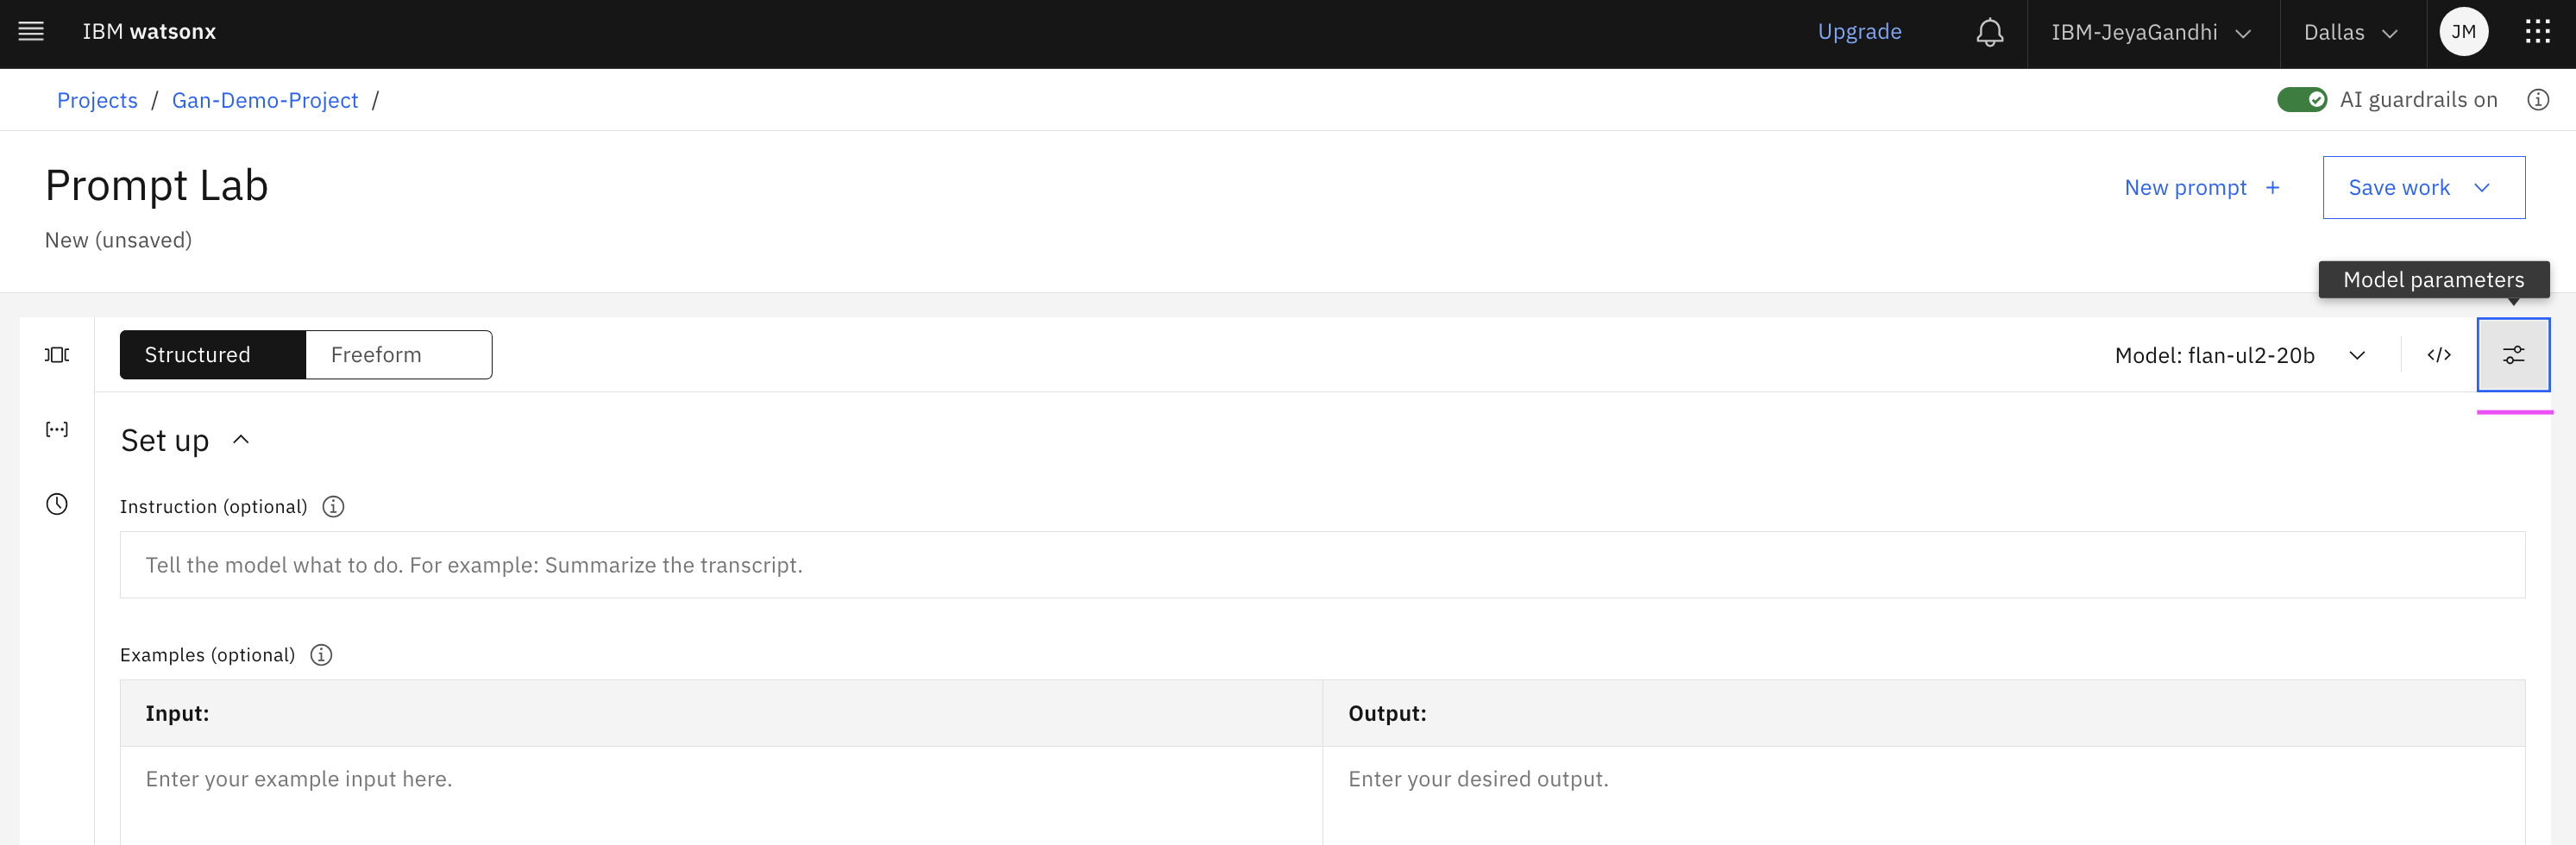 IBM watsonx
Upgrade
IBM-JeyaGandhi
Dallas
JM
Projects / Gan-Demo-Project /
AI guardrails on
Prompt Lab
New (unsaved)
New prompt +
Save work
Model parameters
Structured
Freeform
Model: flan-ul2-20b
</>
Set up
Instruction (optional)
Tell the model what to do. For example: Summarize the transcript.
Examples (optional)
Input:
Output:
Enter your example input here.
Enter your desired output.